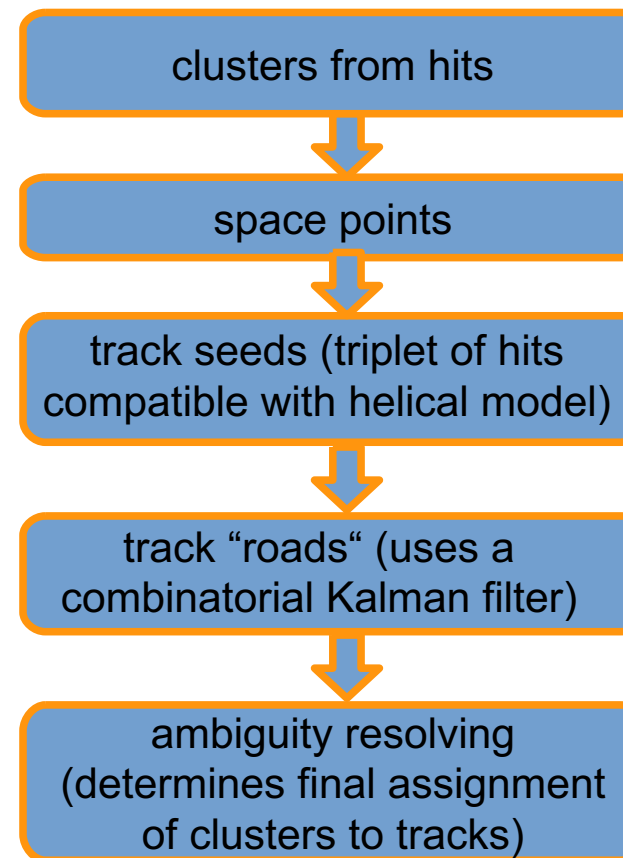 clusters from hits
space points
track seeds (triplet of hits
compatible with helical model)
track “roads“ (uses a
combinatorial Kalman filter)
ambiguity resolving
(determines final assignment
of clusters to tracks)